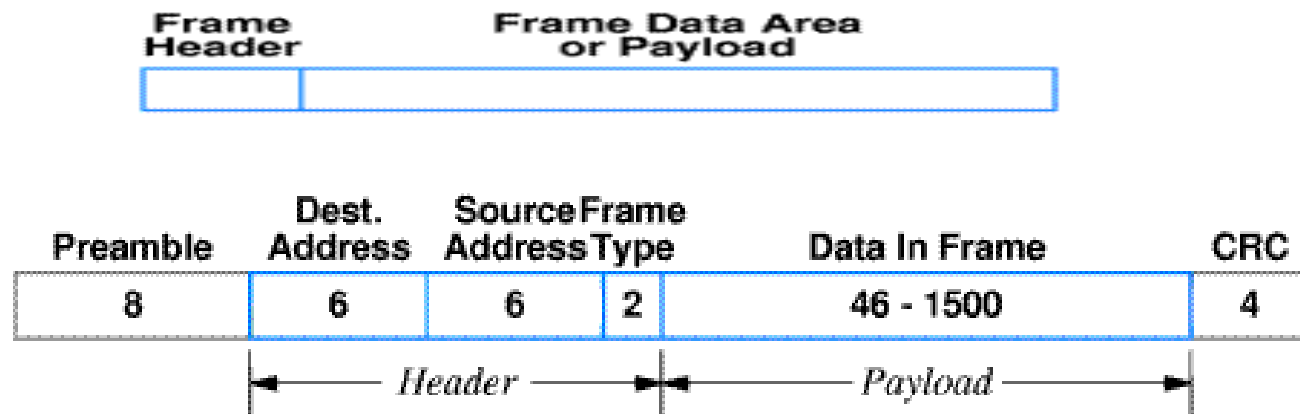 Frame Header
Frame Data Area or Payload
Preamble
Dest. Address
Source Address
Frame Type
Data In Frame
CRC
8
6
6
2
46 - 1500
4
Header
Payload